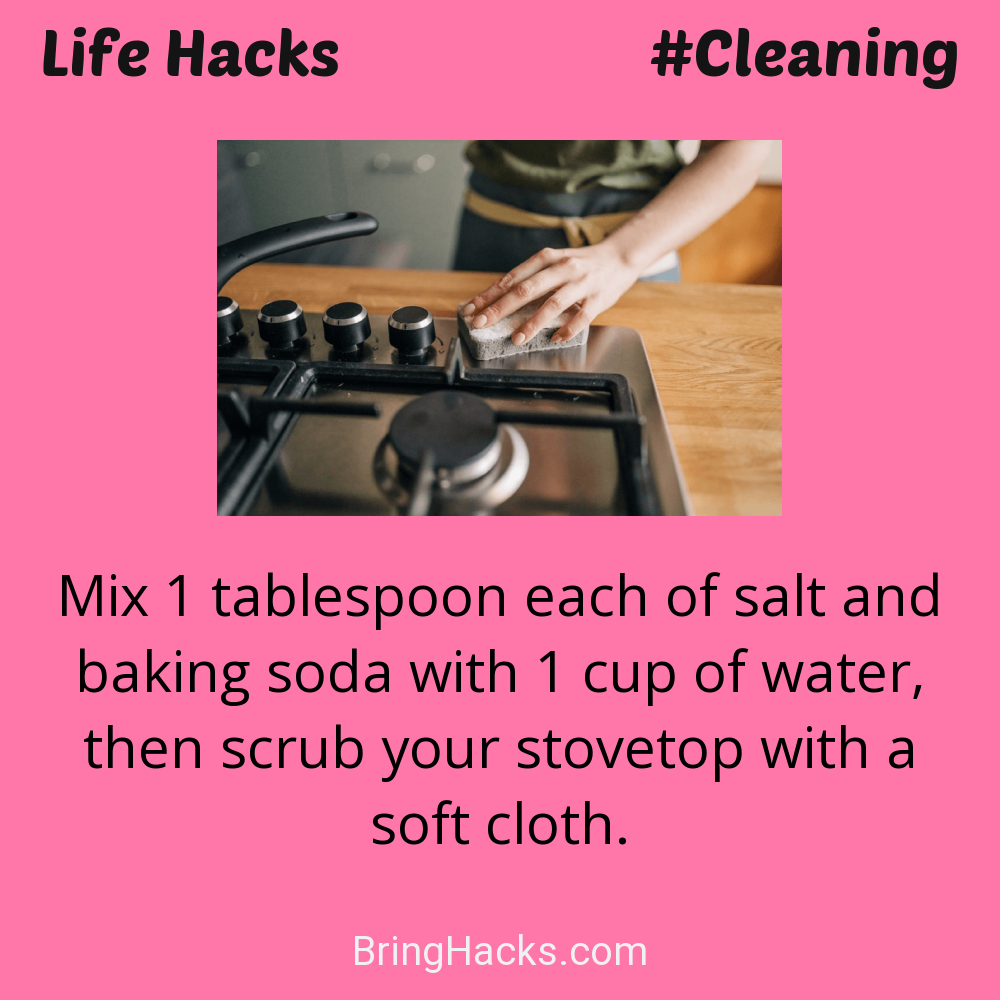 Life Hacks #Cleaning
Mix 1 tablespoon each of salt and
baking soda with 1 cup of water,
then scrub your stovetop with a
soft cloth.
BringHacks.com